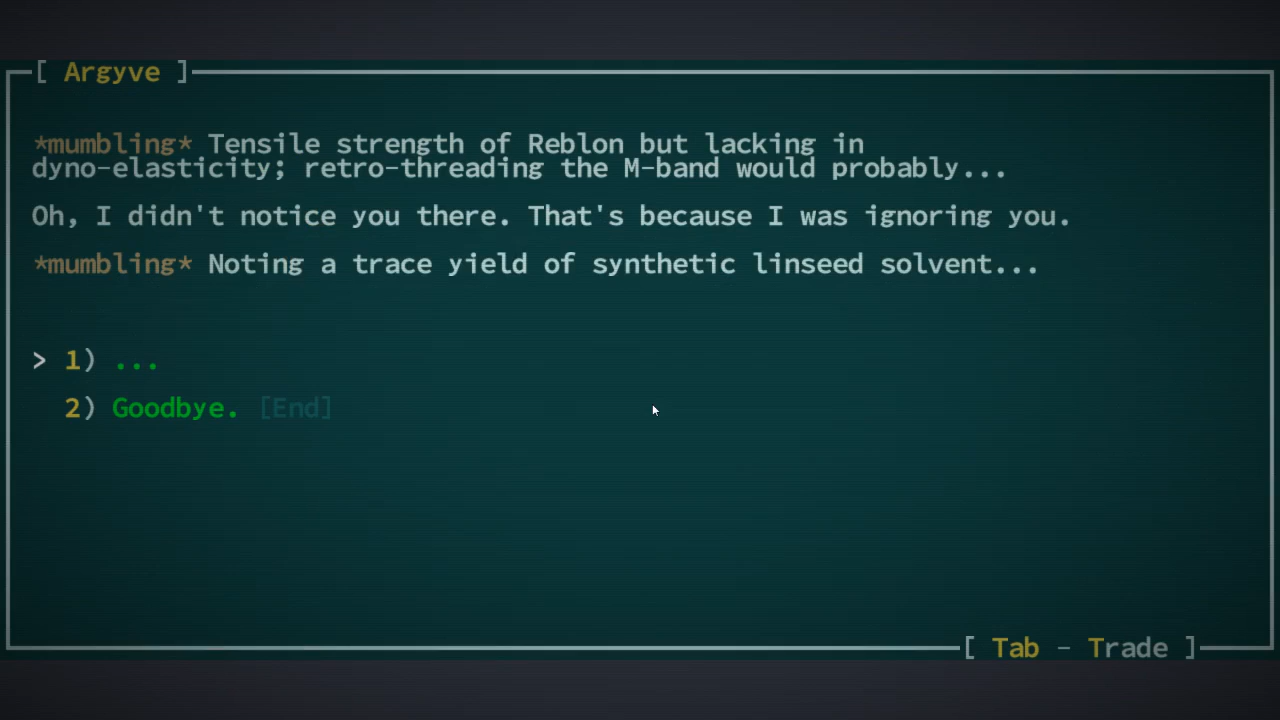 [ Argyve ]
*mumbling* Tensile strength of Reblon but lacking in
dyno-elasticity; retro-threading the M-band would probably...
Oh, I didn't notice you there. That's because I was ignoring you.
*mumbling* Noting a trace yield of synthetic linseed solvent...
> 1) ...
2) Goodbye. [End]
[ Tab - Trade ]